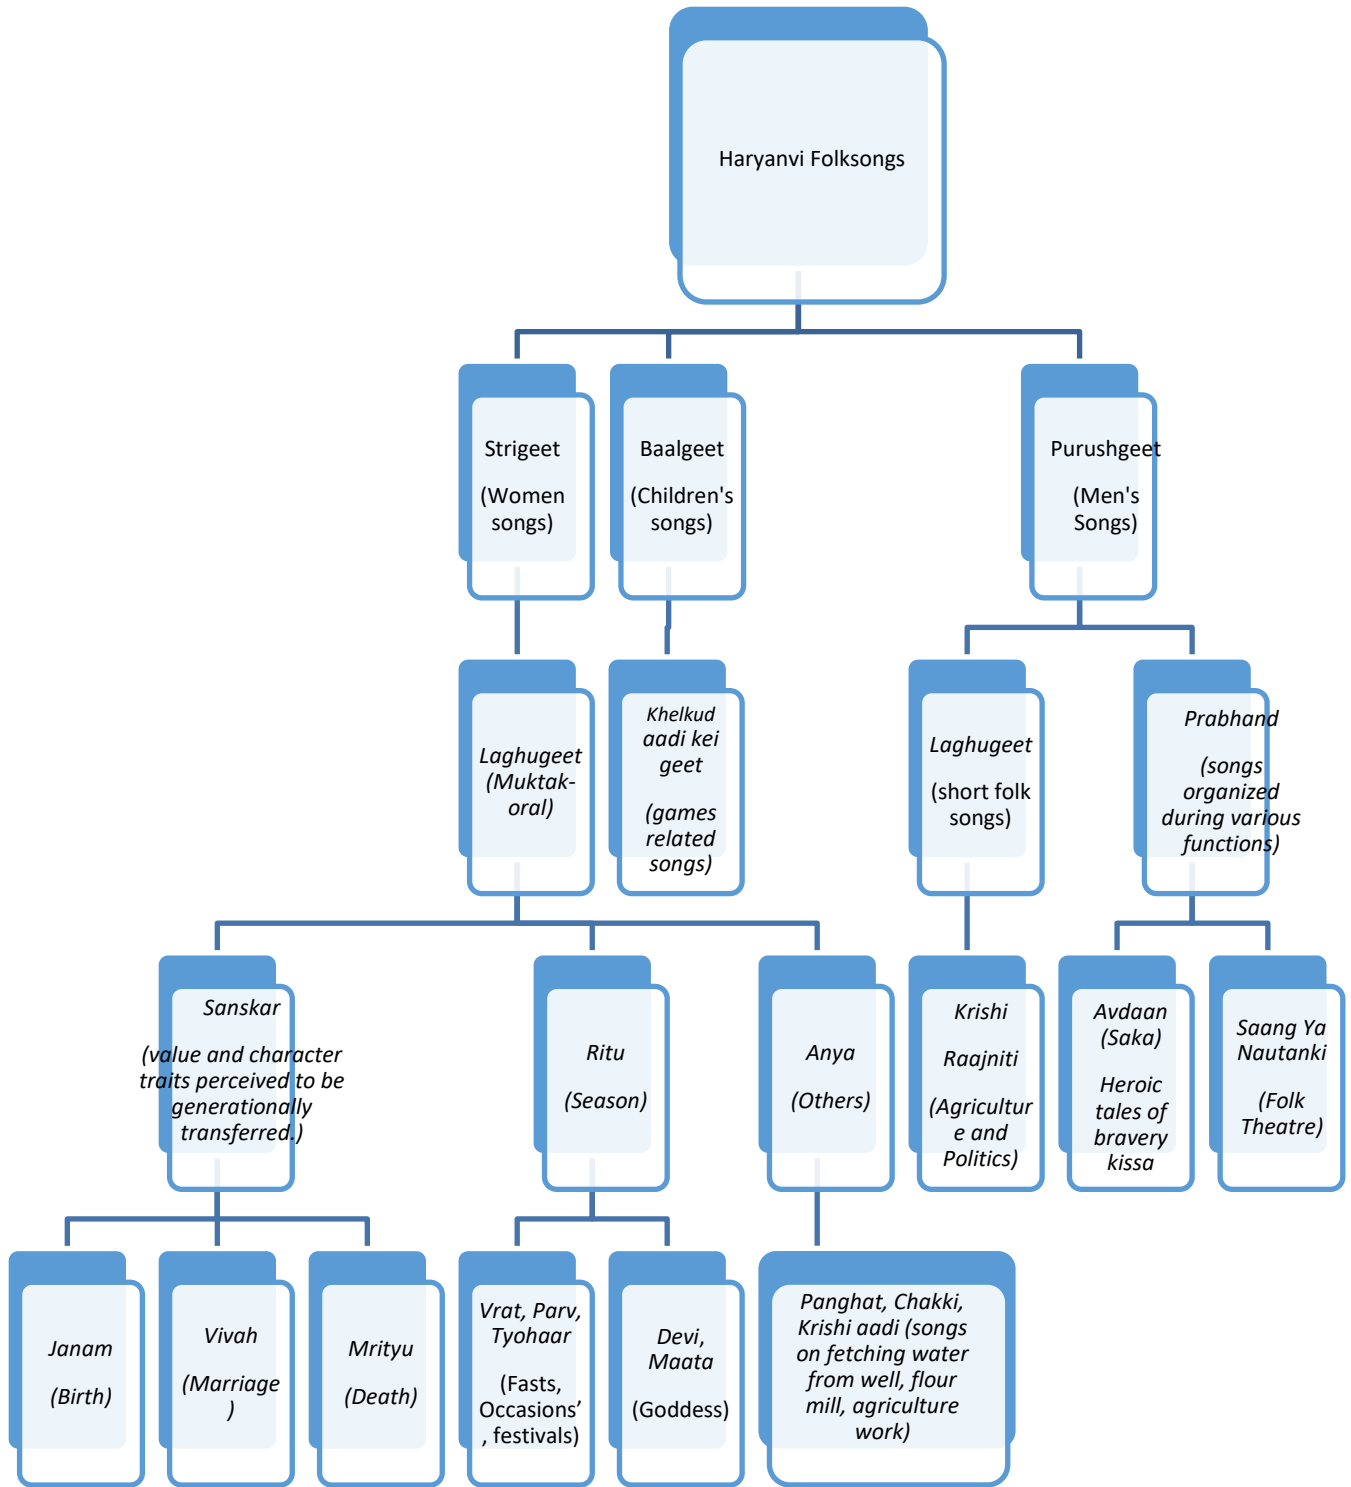 Haryanvi Folksongs
Strigeet
(Women
songs)
Baalgeet
(Children's
songs)
Purushgeet
(Men's
Songs)
Laghugeet
(Muktak-
oral)
Khelkud
aadi kei
geet
(games
related
songs)
Laghugeet
(short folk
songs)
Prabhand
(songs
organized
during various
functions)
Sanskar
(value and character
traits perceived to be
generationally
transferred.)
Ritu
(Season)
Anya
(Others)
Krishi
Raajniti
(Agricultur
e and
Politics)
Avdaan
(Saka)
Heroic
tales of
bravery
kissa
Saang Ya
Nautanki
(Folk
Theatre)
Janam
(Birth)
Vivah
(Marriage
)
Mrityu
(Death)
Vrat, Parv,
Tyohaar
(Fasts,
Occasions’
, festivals)
Devi,
Maata
(Goddess)
Panghat, Chakki,
Krishi aadi (songs
on fetching water
from well, flour
mill, agriculture
work)